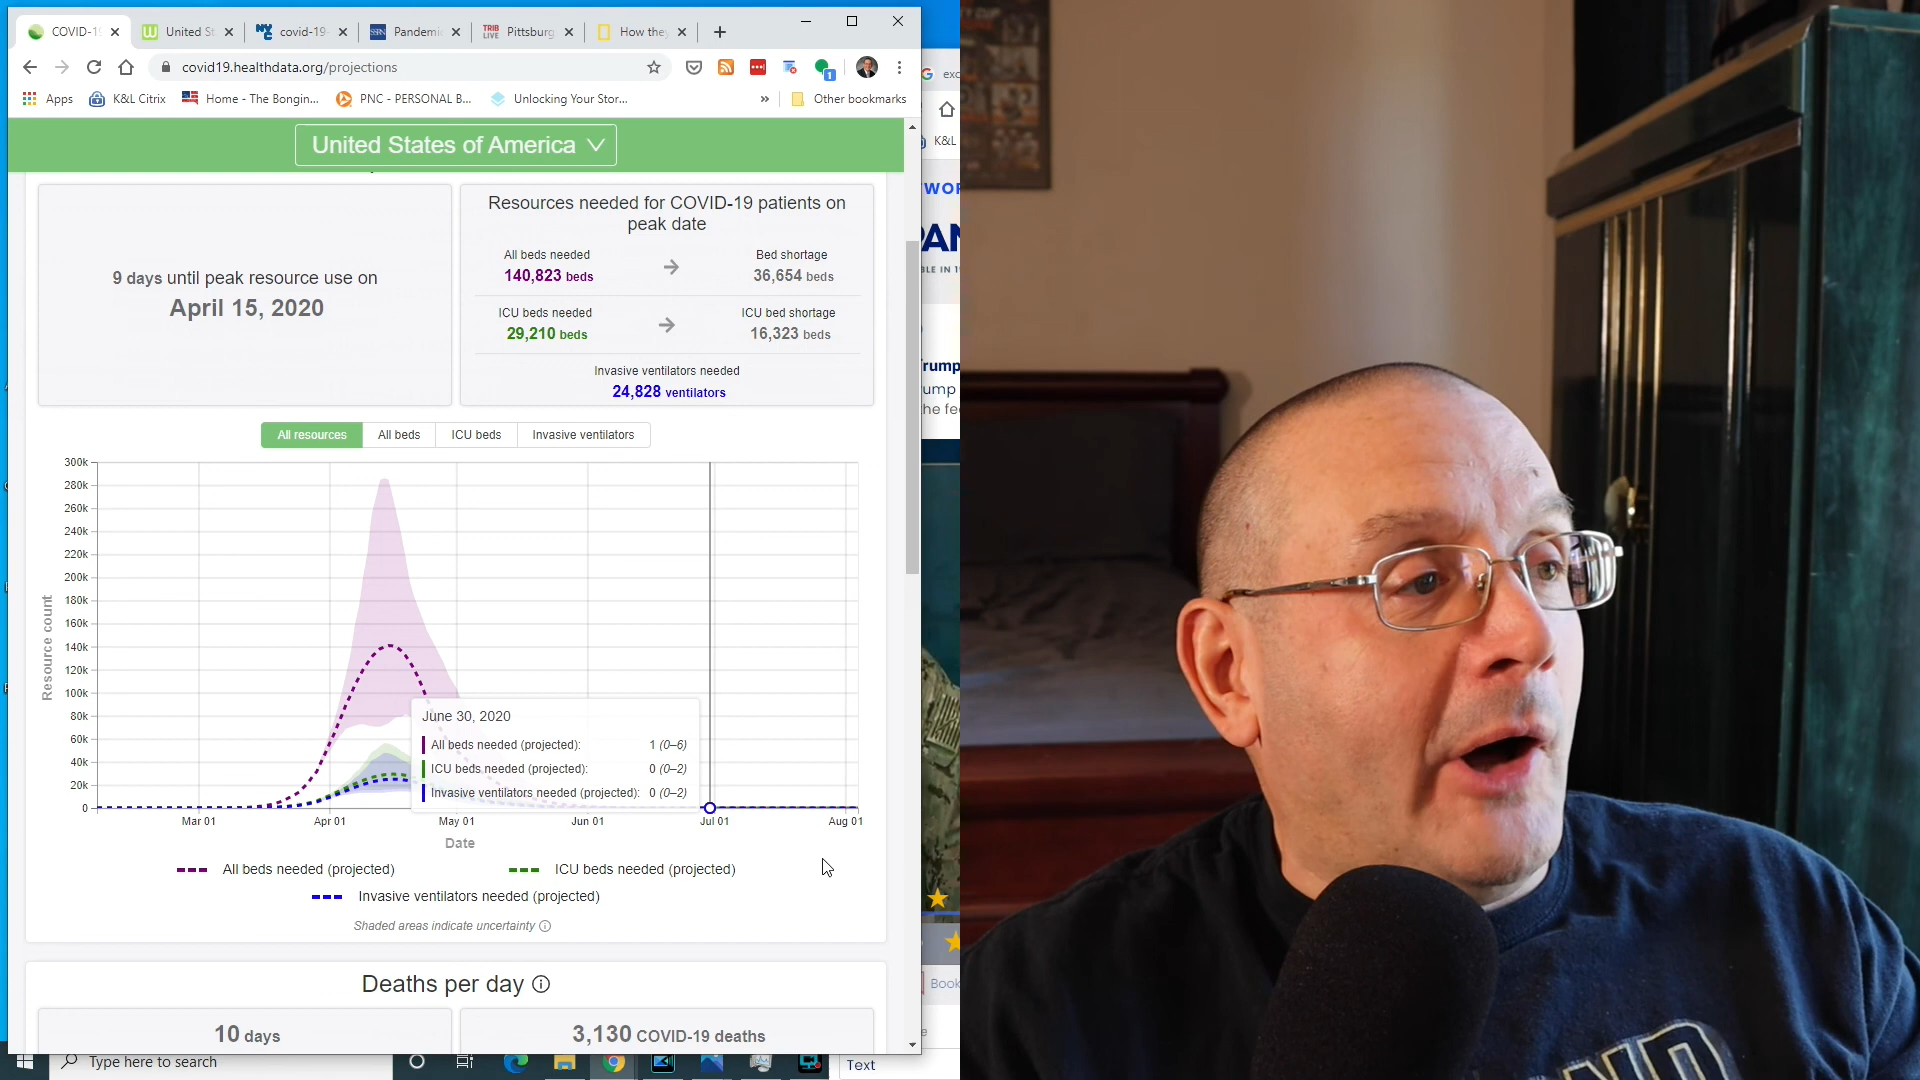 COVID-19
United St
NYC
covid-19-
SSRN
Pandemic
TRIB
LIVE
Pittsburg
How they
covid19.healthdata.org/projections
1
Apps
K&L Citrix
Home - The Bongin...
PNC - PERSONAL B...
Unlocking Your Stor...
»
Other bookmarks
United States of America
9 days until peak resource use on
April 15, 2020
Resources needed for COVID-19 patients on
peak date
All beds needed
140,823 beds
Bed shortage
36,654 beds
ICU beds needed
29,210 beds
ICU bed shortage
16,323 beds
Invasive ventilators needed
24,828 ventilators
All resources
All beds
ICU beds
Invasive ventilators
300k
280k
260k
240k
220k
200k
180k
160k
140k
120k
100k
80k
60k
40k
20k
0
Resource count
June 30, 2020
All beds needed (projected): 1 (0–6)
ICU beds needed (projected): 0 (0–2)
Invasive ventilators needed (projected): 0 (0–2)
Mar 01
Apr 01
May 01
Jun 01
Jul 01
Aug 01
Date
All beds needed (projected)
ICU beds needed (projected)
Invasive ventilators needed (projected)
Shaded areas indicate uncertainty
Deaths per day
10 days
3,130 COVID-19 deaths
Type here to search
K&L
Text